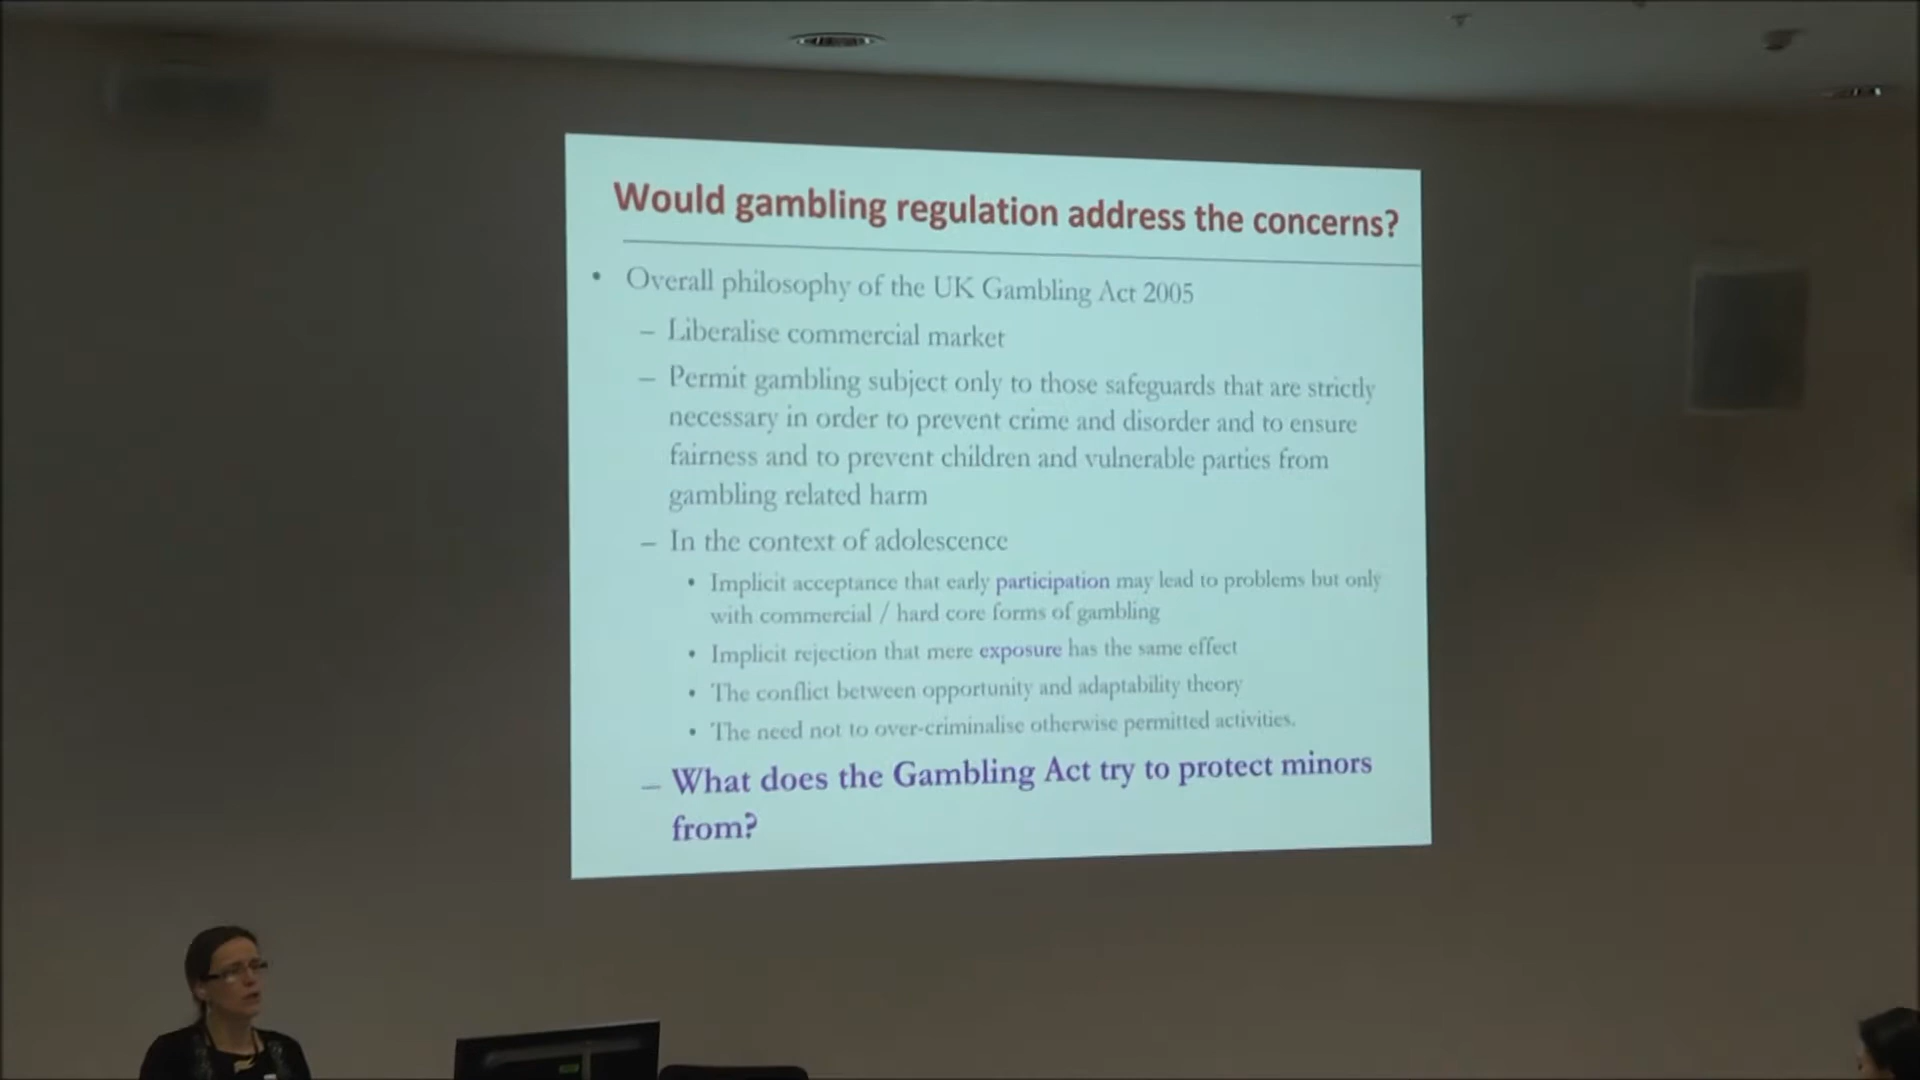 Would gambling regulation address the concerns?
• Overall philosophy of the UK Gambling Act 2005
– Liberalise commercial market
– Permit gambling subject only to those safeguards that are strictly
necessary in order to prevent crime and disorder and to ensure
fairness and to prevent children and vulnerable parties from
gambling related harm
– In the context of adolescence
• Implicit acceptance that early participation may lead to problems but only
with commercial / hard core forms of gambling
• Implicit rejection that mere exposure has the same effect
• The conflict between opportunity and adaptability theory
• The need not to over-criminalise otherwise permitted activities.
– What does the Gambling Act try to protect minors
from?